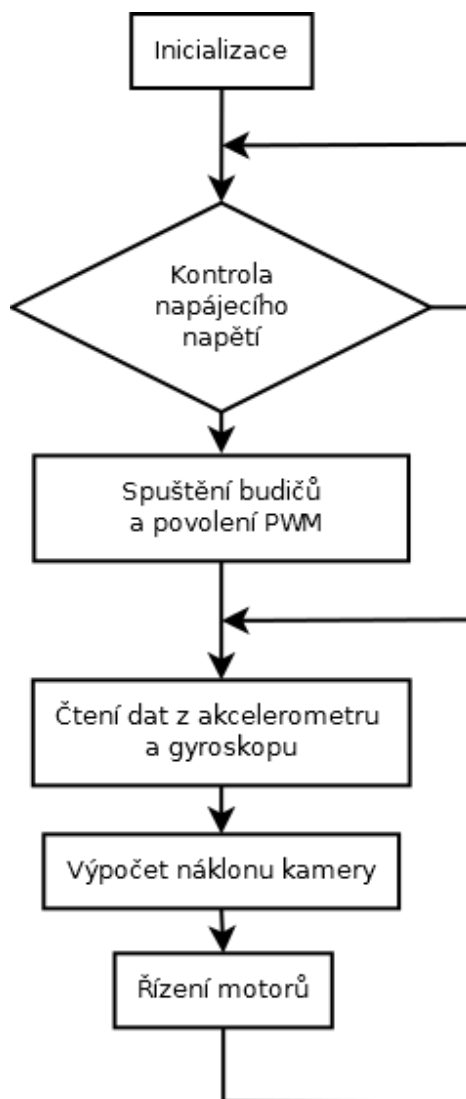 Inicializace
Kontrola
napájecího
napětí
Spuštění budičů
a povolení PWM
Čtení dat z akcelerometru
a gyroskopu
Výpočet náklonu kamery
Řízení motorů